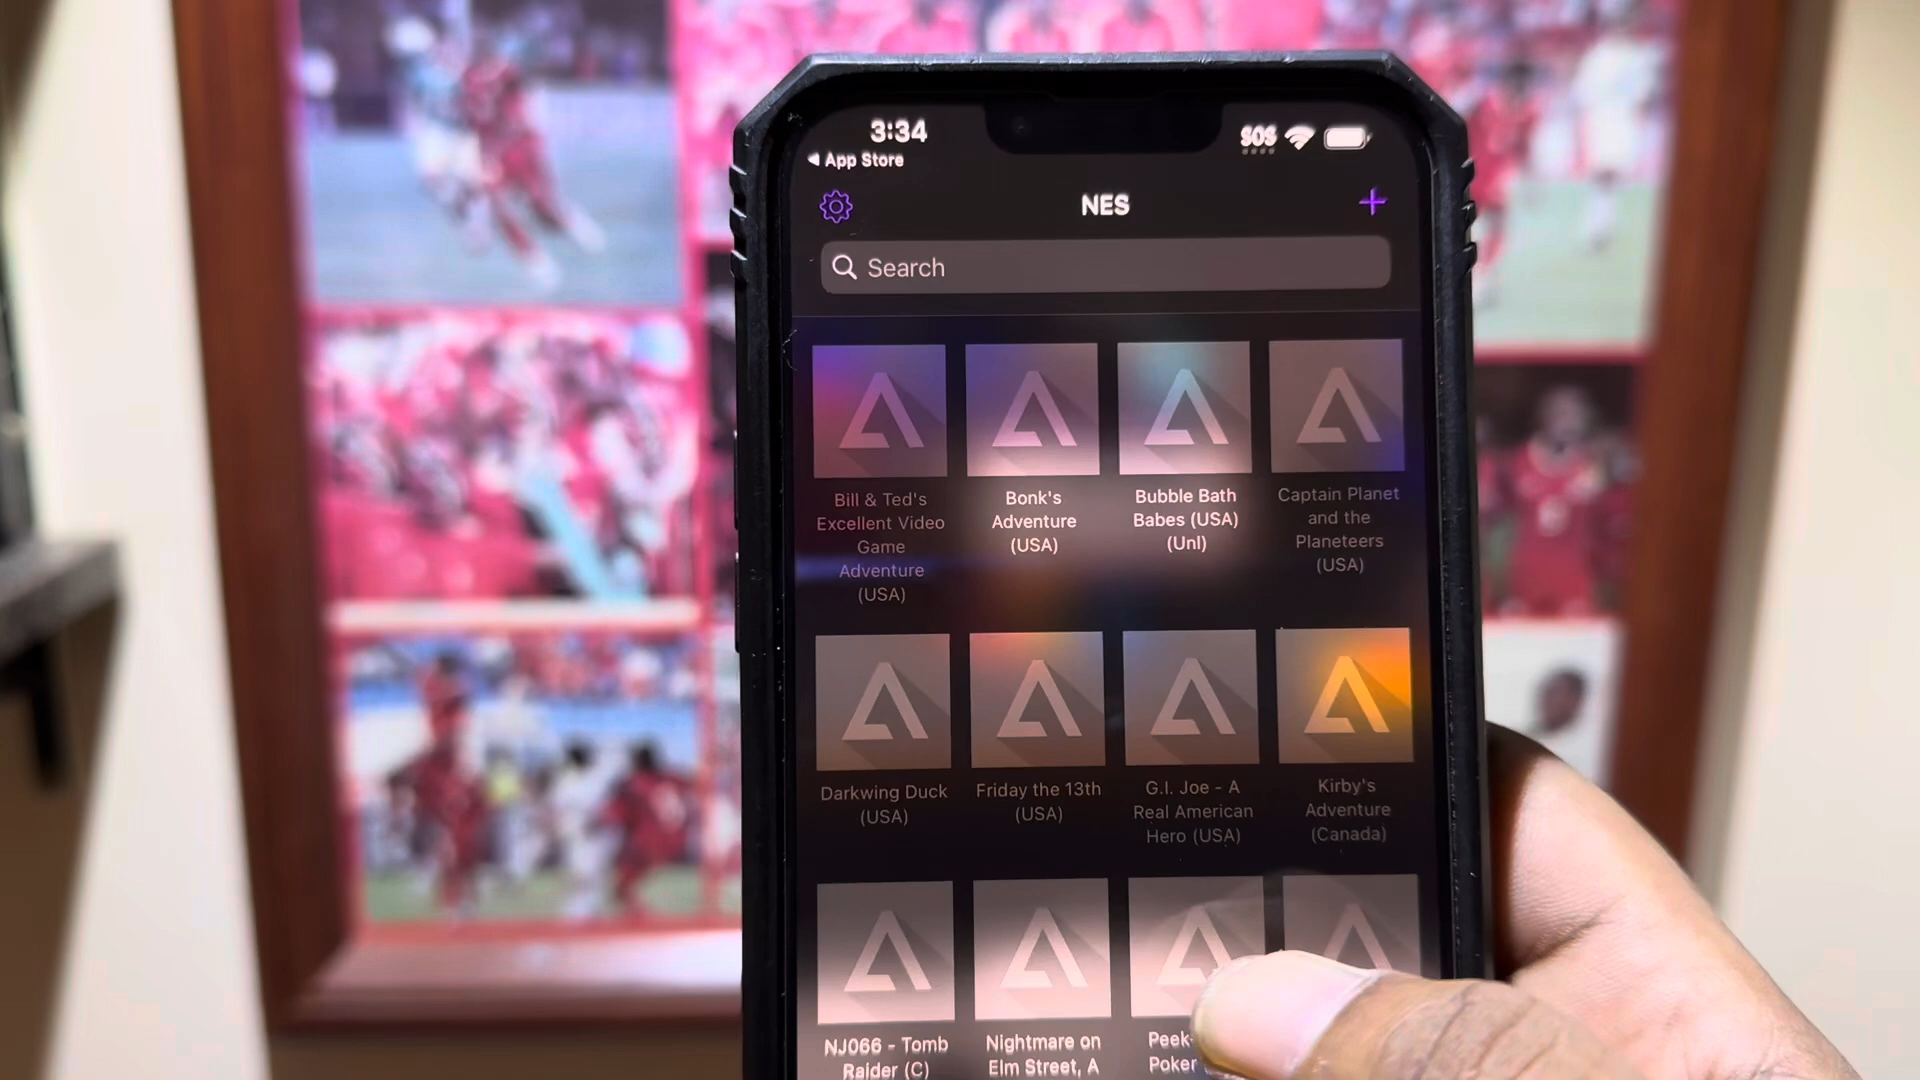 3:34
SOS
App Store
NES
Search
Bill & Ted's
Excellent Video
Game
Adventure
(USA)
Bonk's
Adventure
(USA)
Bubble Bath
Babes (USA)
(Unl)
Captain Planet
and the
Planeteers
(USA)
Darkwing Duck
(USA)
Friday the 13th
(USA)
G.I. Joe - A
Real American
Hero (USA)
Kirby's
Adventure
(Canada)
NJ066 - Tomb
Raider (C)
Nightmare on
Elm Street, A
Peek-
Poker